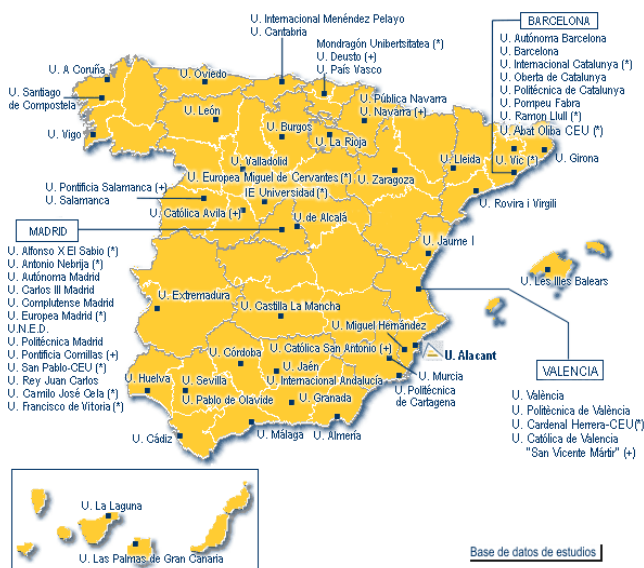 U. Internacional Menéndez Pelayo
U. Cantabria
Mondragón Unibertsitatea (*)
U. Deusto (+)
U. País Vasco
BARCELONA
U. Autónoma Barcelona
U. Barcelona
U. Internacional Catalunya (*)
U. Oberta de Catalunya
U. Politécnica de Catalunya
U. Pompeu Fabra
U. Ramon Llull (*)
U. Abat Oliba CEU (*)
U. Vic (*)
U. Girona
U. A Coruña
U. Oviedo
U. Santiago
de Compostela
U. León
U. Pública Navarra
U. Navarra (+)
U. Vigo
U. Burgos
U. La Rioja
U. Valladolid
U. Lleida
U. Europea Miguel de Cervantes (*)
U. Zaragoza
U. Pontificia Salamanca (+)
U. Salamanca
IE Universidad (*)
U. Rovira i Virgili
U. Católica Avila (+)
U. de Alcalá
MADRID
U. Alfonso X El Sabio (*)
U. Antonio Nebrija (*)
U. Autónoma Madrid
U. Carlos III Madrid
U. Complutense Madrid
U. Europea Madrid (*)
U.N.E.D.
U. Politécnica Madrid
U. Pontificia Comillas (+)
U. San Pablo-CEU (*)
U. Rey Juan Carlos
U. Camilo José Cela (*)
U. Francisco de Vitoria (*)
U. Jaume I
U. Les Illes Balears
U. Extremadura
U. Castilla La Mancha
U. Miguel Hernández
U. Alacant
U. Córdoba
U. Católica San Antonio (+)
U. Murcia
U. Jaén
U. Internacional Andalucía
U. Politécnica
de Cartagena
U. Huelva
U. Sevilla
U. Pablo de Olavide
U. Granada
U. Cádiz
U. Málaga
U. Almería
VALENCIA
U. València
U. Politècnica de València
U. Cardenal Herrera-CEU(*)
U. Católica de Valencia
"San Vicente Mártir" (+)
U. La Laguna
U. Las Palmas de Gran Canaria
Base de datos de estudios